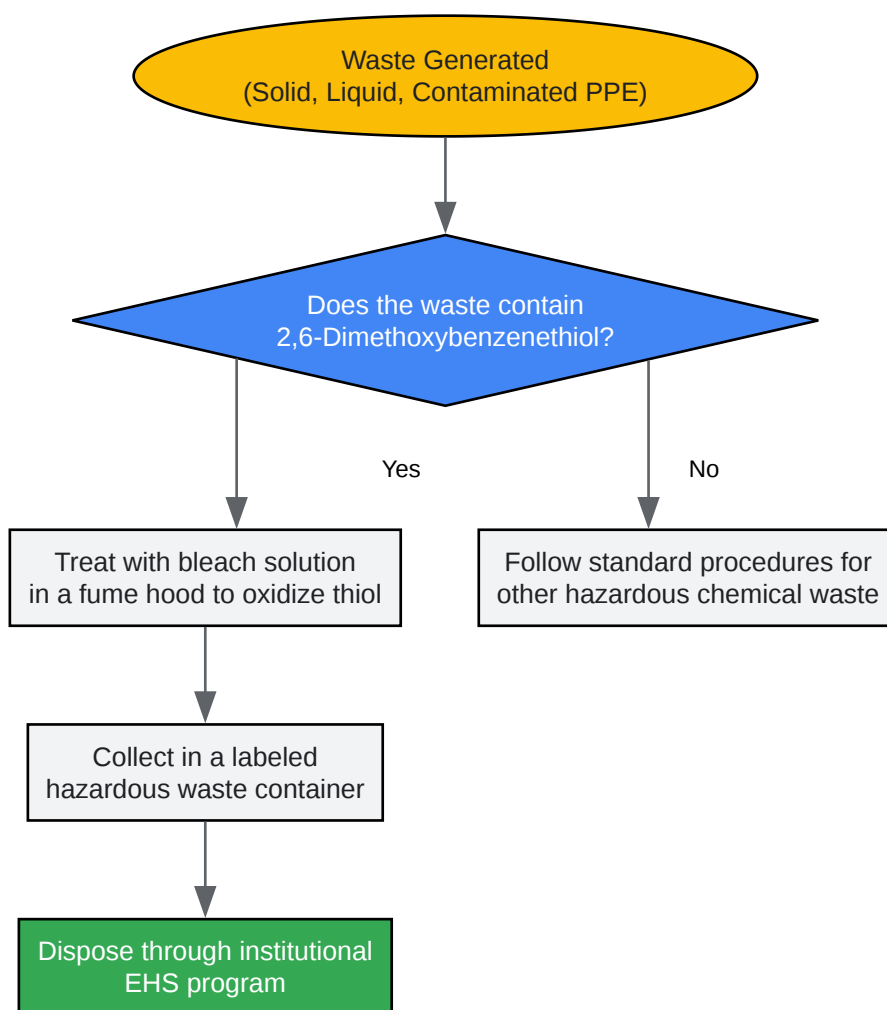 Waste Generated
(Solid, Liquid, Contaminated PPE)
Does the waste contain
2,6-Dimethoxybenzenethiol?
Yes
No
Treat with bleach solution
in a fume hood to oxidize thiol
Follow standard procedures for
other hazardous chemical waste
Collect in a labeled
hazardous waste container
Dispose through institutional
EHS program